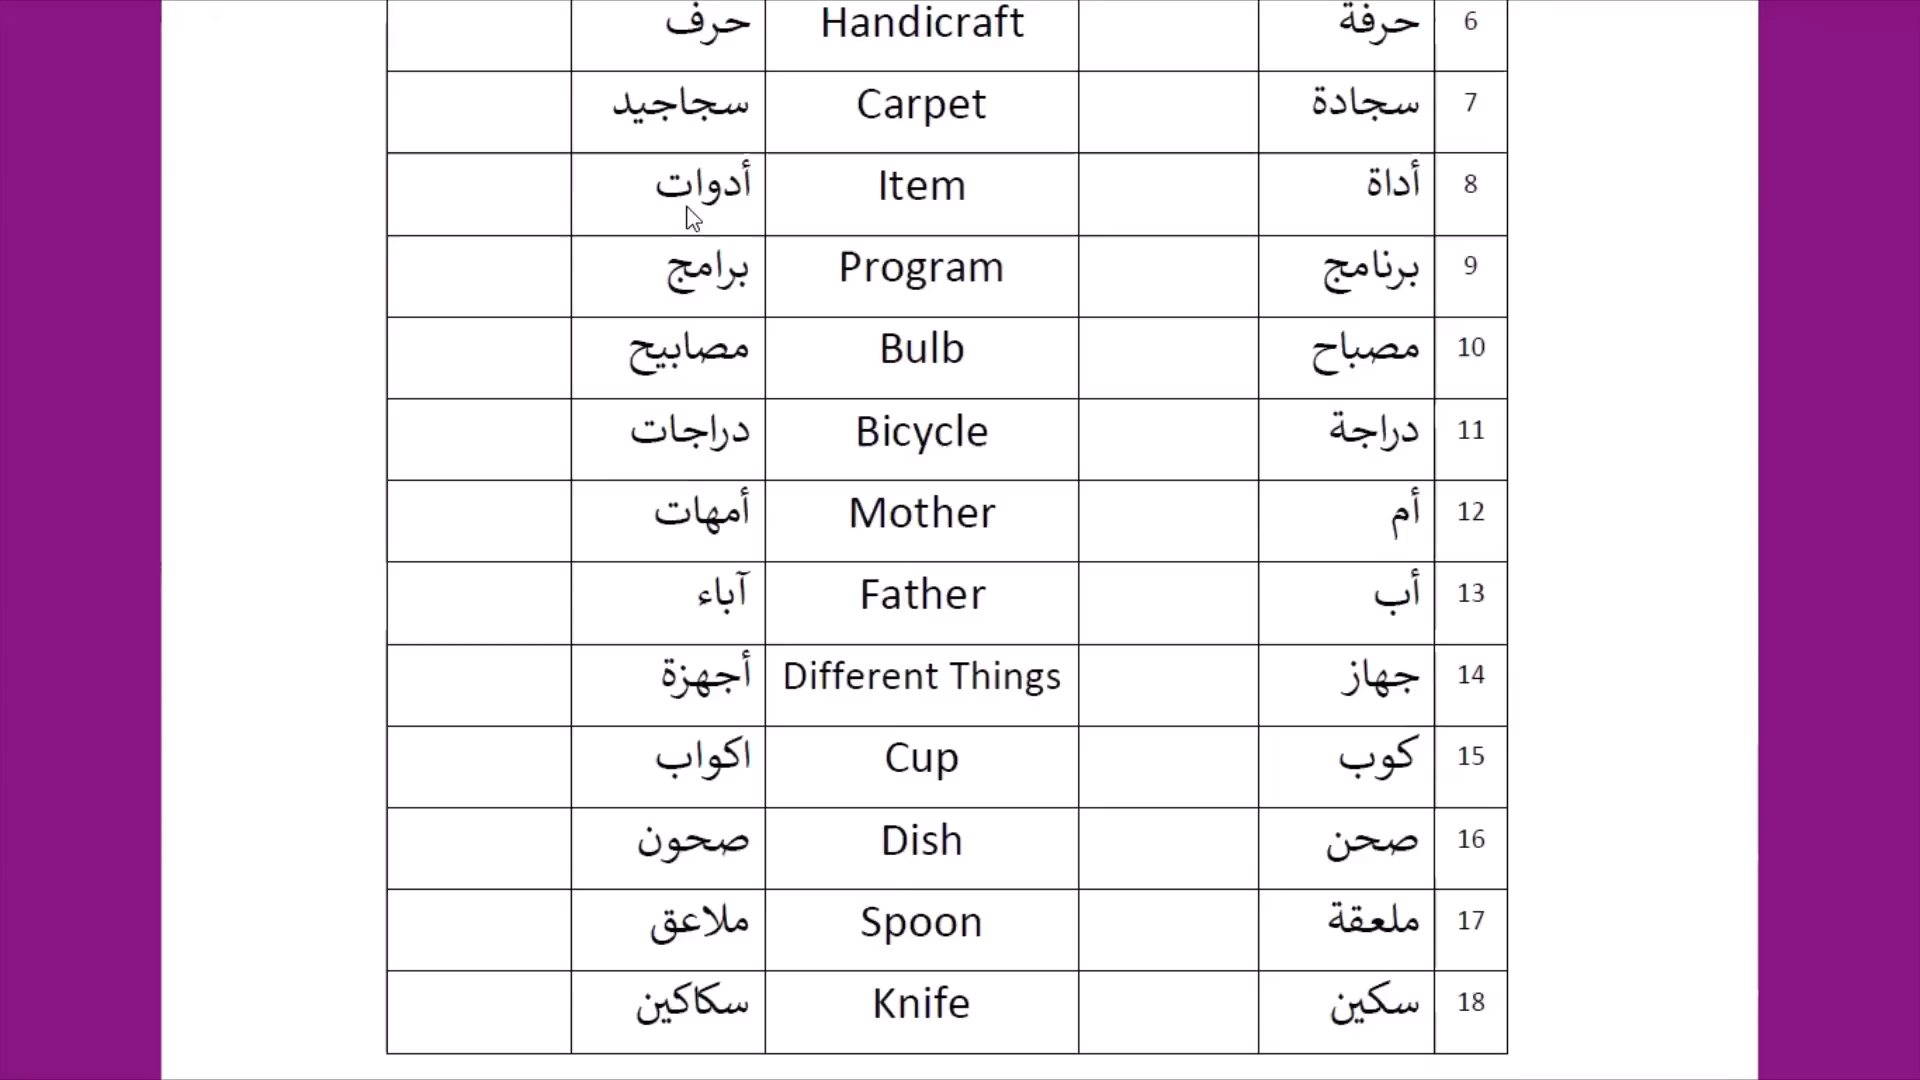 6 حرفة Handicraft حرف
7 سجادة Carpet سجاجيد
8 أداة Item أدوات
9 برنامج Program برامج
10 مصباح Bulb مصابيح
11 دراجة Bicycle دراجات
12 أم Mother أمهات
13 أب Father آباء
14 جهاز Different Things أجهزة
15 كوب Cup اكواب
16 صحن Dish صحون
17 ملعقة Spoon ملاعق
18 سكين Knife سكاكين